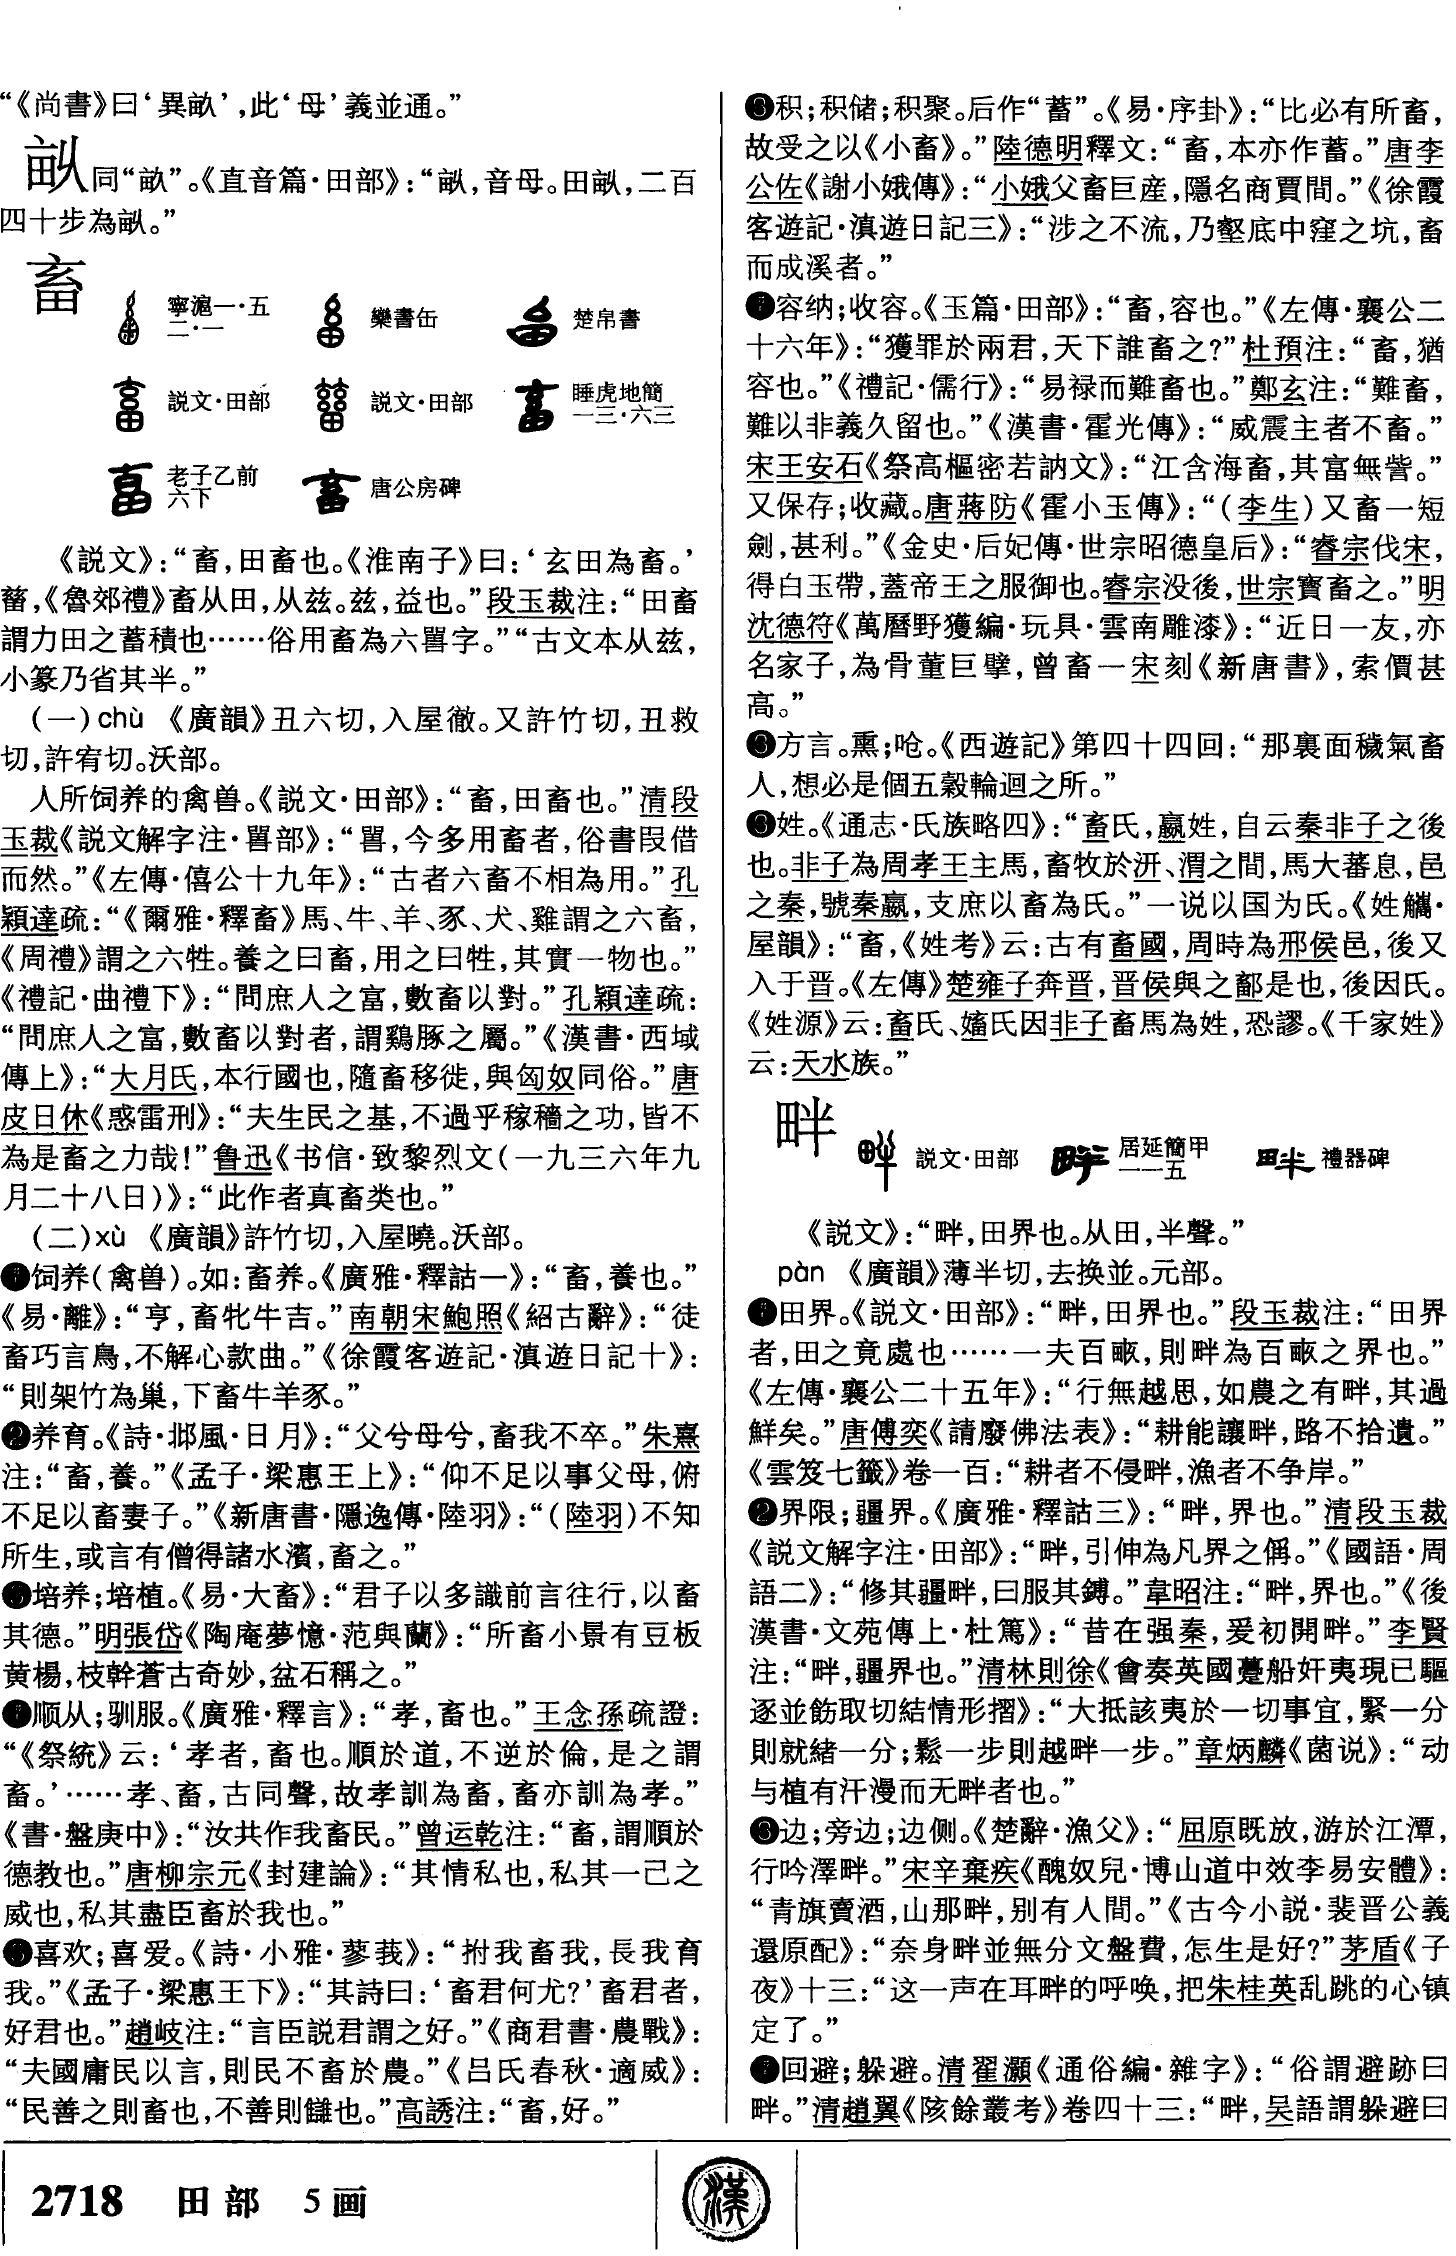 “《尚書》曰‘異畝’，此‘母’義並通。”
畒同“畝”。《直音篇·田部》：“畒，音母。田畒，二百
四十步為畒。”
畜
寧滬一·五
二·一
欒書缶
楚帛書
説文·田部
説文·田部
睡虎地簡
一三·六三
老子乙前
六下
唐公房碑
《説文》：“畜，田畜也。《淮南子》曰：‘玄田為畜。’
䕍，《魯郊禮》畜从田，从兹。兹，益也。”段玉裁注：“田畜
謂力田之蓄積也……俗用畜為六嘼字。”“古文本从兹，
小篆乃省其半。”
(一)chù 《廣韻》丑六切，入屋徹。又許竹切，丑救
切，許宥切。沃部。
人所饲养的禽兽。《説文·田部》：“畜，田畜也。”清段
玉裁《説文解字注·嘼部》：“嘼，今多用畜者，俗書叚借
而然。”《左傳·僖公十九年》：“古者六畜不相為用。”孔
穎達疏：“《爾雅·釋畜》馬、牛、羊、豕、犬、雞謂之六畜，
《周禮》謂之六牲。養之曰畜，用之曰牲，其實一物也。”
《禮記·曲禮下》：“問庶人之富，數畜以對。”孔穎達疏：
“問庶人之富，數畜以對者，謂鷄豚之屬。”《漢書·西域
傳上》：“大月氏，本行國也，隨畜移徙，與匈奴同俗。”唐
皮日休《惑雷刑》：“夫生民之基，不過乎稼穡之功，皆不
為是畜之力哉！”鲁迅《书信·致黎烈文(一九三六年九
月二十八日)》：“此作者真畜类也。”
(二)xù 《廣韻》許竹切，入屋曉。沃部。
❶饲养(禽兽)。如：畜养。《廣雅·釋詁一》：“畜，養也。”
《易·離》：“亨，畜牝牛吉。”南朝宋鮑照《紹古辭》：“徒
畜巧言鳥，不解心款曲。”《徐霞客遊記·滇遊日記十》：
“則架竹為巢，下畜牛羊豕。”
❷养育。《詩·邶風·日月》：“父兮母兮，畜我不卒。”朱熹
注：“畜，養。”《孟子·梁惠王上》：“仰不足以事父母，俯
不足以畜妻子。”《新唐書·隱逸傳·陸羽》：“(陸羽)不知
所生，或言有僧得諸水濱，畜之。”
❸培养；培植。《易·大畜》：“君子以多識前言往行，以畜
其德。”明張岱《陶庵夢憶·范與蘭》：“所畜小景有豆板
黄楊，枝幹蒼古奇妙，盆石稱之。”
❹顺从；驯服。《廣雅·釋言》：“孝，畜也。”王念孫疏證：
“《祭統》云：‘孝者，畜也。順於道，不逆於倫，是之謂
畜。’……孝、畜，古同聲，故孝訓為畜，畜亦訓為孝。”
《書·盤庚中》：“汝共作我畜民。”曾运乾注：“畜，謂順於
德教也。”唐柳宗元《封建論》：“其情私也，私其一己之
威也，私其盡臣畜於我也。”
❺喜欢；喜爱。《詩·小雅·蓼莪》：“拊我畜我，長我育
我。”《孟子·梁惠王下》：“其詩曰：‘畜君何尤？’畜君者，
好君也。”趙岐注：“言臣説君謂之好。”《商君書·農戰》：
“夫國庸民以言，則民不畜於農。”《吕氏春秋·適威》：
“民善之則畜也，不善則讎也。”高誘注：“畜，好。”
❻积；积储；积聚。后作“蓄”。《易·序卦》：“比必有所畜，
故受之以《小畜》。”陸德明釋文：“畜，本亦作蓄。”唐李
公佐《謝小娥傳》：“小娥父畜巨産，隱名商賈間。”《徐霞
客遊記·滇遊日記三》：“涉之不流，乃壑底中窪之坑，畜
而成溪者。”
❼容纳；收容。《玉篇·田部》：“畜，容也。”《左傳·襄公二
十六年》：“獲罪於兩君，天下誰畜之？”杜預注：“畜，猶
容也。”《禮記·儒行》：“易禄而難畜也。”鄭玄注：“難畜，
難以非義久留也。”《漢書·霍光傳》：“威震主者不畜。”
宋王安石《祭高樞密若訥文》：“江含海畜，其富無訾。”
又保存；收藏。唐蔣防《霍小玉傳》：“(李生)又畜一短
劍，甚利。”《金史·后妃傳·世宗昭德皇后》：“睿宗伐宋，
得白玉帶，蓋帝王之服御也。睿宗没後，世宗寶畜之。”明
沈德符《萬曆野獲編·玩具·雲南雕漆》：“近日一友，亦
名家子，為骨董巨擘，曾畜一宋刻《新唐書》，索價甚
高。”
❽方言。熏；呛。《西遊記》第四十四回：“那裏面穢氣畜
人，想必是個五穀輪迴之所。”
❾姓。《通志·氏族略四》：“畜氏，嬴姓，自云秦非子之後
也。非子為周孝王主馬，畜牧於汧、渭之間，馬大蕃息，邑
之秦，號秦嬴，支庶以畜為氏。”一说以国为氏。《姓觿·
屋韻》：“畜，《姓考》云：古有畜國，周時為邢侯邑，後又
入于晋。《左傳》楚雍子奔晋，晋侯與之鄐是也，後因氏。
《姓源》云：畜氏、慉氏因非子畜馬為姓，恐謬。《千家姓》
云：天水族。”
畔
説文·田部
居延簡甲
一一五
禮器碑
《説文》：“畔，田界也。从田，半聲。”
pàn 《廣韻》薄半切，去换並。元部。
❶田界。《説文·田部》：“畔，田界也。”段玉裁注：“田界
者，田之竟處也……一夫百畮，則畔為百畮之界也。”
《左傳·襄公二十五年》：“行無越思，如農之有畔，其過
鮮矣。”唐傅奕《請廢佛法表》：“耕能讓畔，路不拾遺。”
《雲笈七籤》卷一百：“耕者不侵畔，漁者不争岸。”
❷界限；疆界。《廣雅·釋詁三》：“畔，界也。”清段玉裁
《説文解字注·田部》：“畔，引伸為凡界之偁。”《國語·周
語二》：“修其疆畔，曰服其鎛。”韋昭注：“畔，界也。”《後
漢書·文苑傳上·杜篤》：“昔在强秦，爰初開畔。”李賢
注：“畔，疆界也。”清林則徐《會奏英國躉船奸夷現已驅
逐並飭取切結情形摺》：“大抵該夷於一切事宜，緊一分
則就緒一分；鬆一步則越畔一步。”章炳麟《菌说》：“动
与植有汗漫而无畔者也。”
❸边；旁边；边侧。《楚辭·漁父》：“屈原既放，游於江潭，
行吟澤畔。”宋辛棄疾《醜奴兒·博山道中效李易安體》：
“青旗賣酒，山那畔，别有人間。”《古今小説·裴晋公義
還原配》：“奈身畔並無分文盤費，怎生是好？”茅盾《子
夜》十三：“这一声在耳畔的呼唤，把朱桂英乱跳的心镇
定了。”
❹回避；躲避。清翟灝《通俗編·雜字》：“俗謂避跡曰
畔。”清趙翼《陔餘叢考》卷四十三：“畔，吴語謂躲避曰
2718 田部 5画
漢